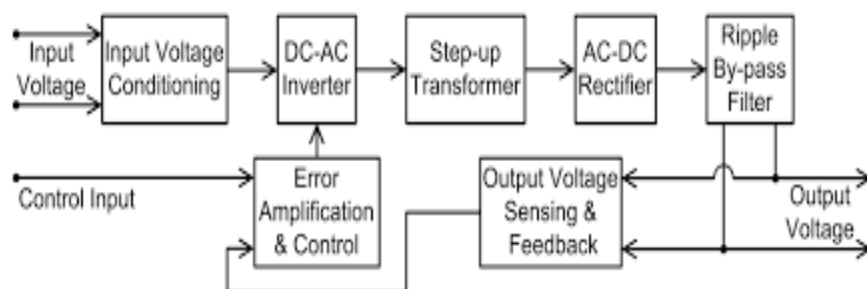 Input
Voltage
Input Voltage
Conditioning
DC-AC
Inverter
Step-up
Transformer
AC-DC
Rectifier
Ripple
By-pass
Filter
Control Input
Error
Amplification
& Control
Output Voltage
Sensing &
Feedback
Output
Voltage